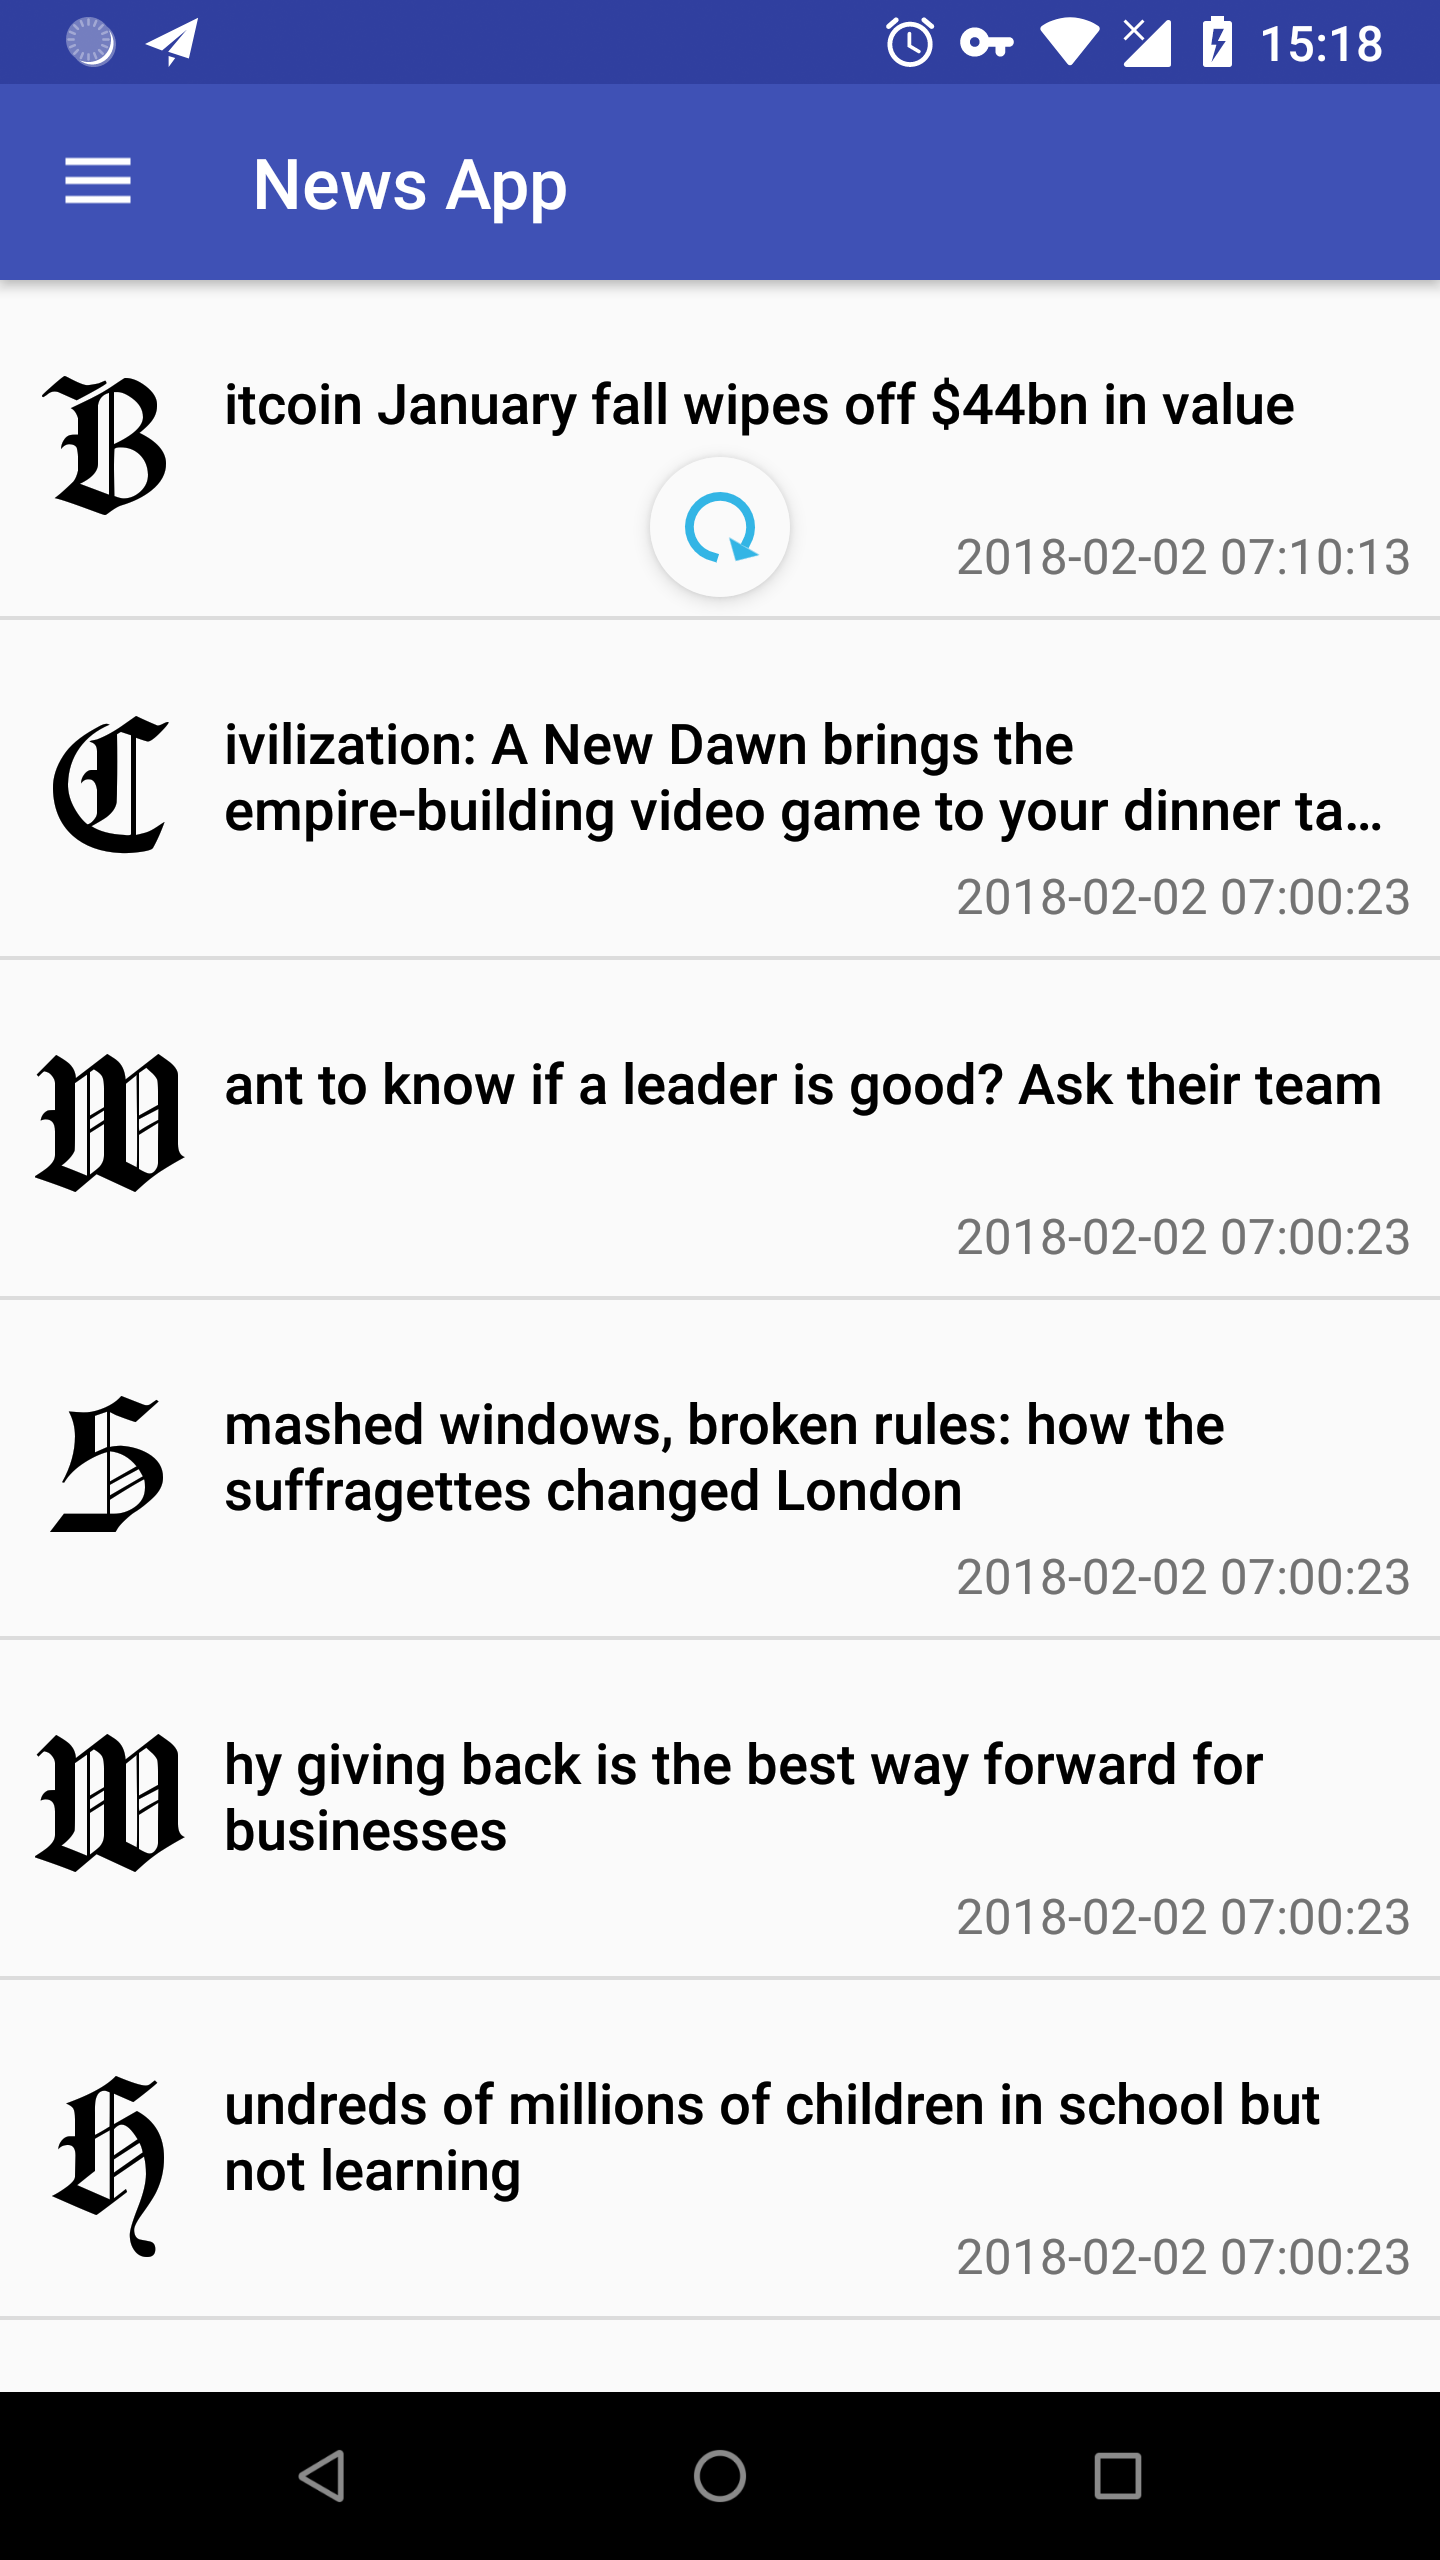 15:18
News App
B itcoin January fall wipes off $44bn in value
2018-02-02 07:10:13
C ivilization: A New Dawn brings the
empire-building video game to your dinner ta...
2018-02-02 07:00:23
W ant to know if a leader is good? Ask their team
2018-02-02 07:00:23
S mashed windows, broken rules: how the
suffragettes changed London
2018-02-02 07:00:23
W hy giving back is the best way forward for
businesses
2018-02-02 07:00:23
H undreds of millions of children in school but
not learning
2018-02-02 07:00:23